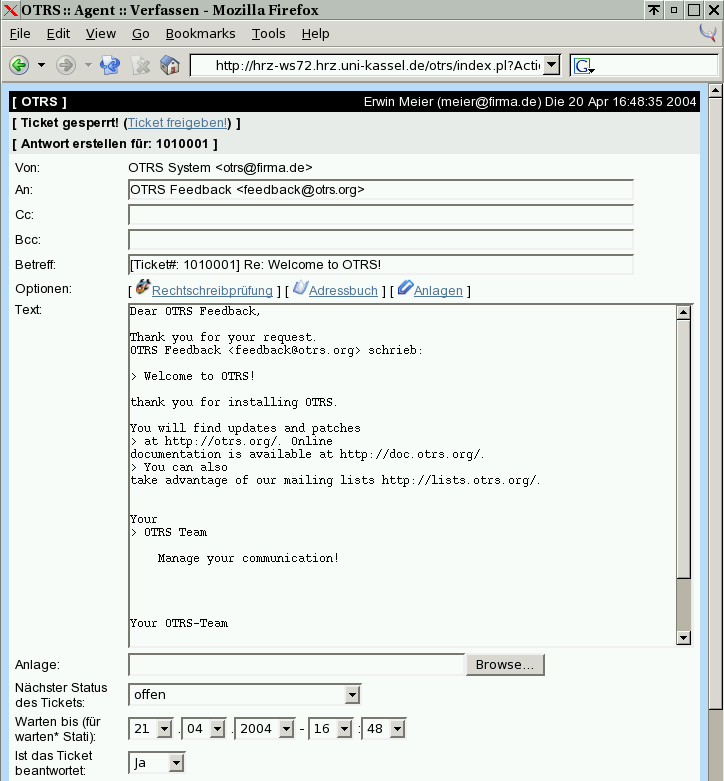 OTRS :: Agent :: Verfassen - Mozilla Firefox
File Edit View Go Bookmarks Tools Help
http://hrz-ws72.hrz.uni-kassel.de/otrs/index.pl?Acti G
[ OTRS ] Erwin Meier (meier@firma.de) Die 20 Apr 16:48:35 2004
[ Ticket gesperrt! (Ticket freigeben!) ]
[ Antwort erstellen für: 1010001 ]
Von: OTRS System <otrs@firma.de>
An: OTRS Feedback <feedback@otrs.org>
Cc:
Bcc:
Betreff: [Ticket#: 1010001] Re: Welcome to OTRS!
Optionen: [ Rechtschreibprüfung ] [ Adressbuch ] [ Anlagen ]
Text: Dear OTRS Feedback,
Thank you for your request.
OTRS Feedback <feedback@otrs.org> schrieb:
> Welcome to OTRS!
thank you for installing OTRS.
You will find updates and patches
> at http://otrs.org/. Online
documentation is available at http://doc.otrs.org/.
> You can also
take advantage of our mailing lists http://lists.otrs.org/.
Your
> OTRS Team
Manage your communication!
Your OTRS-Team
Anlage: Browse...
Nächster Status
des Tickets: offen
Warten bis (für
warten* Stati): 21 . 04 . 2004 - 16 : 48
Ist das Ticket
beantwortet: Ja